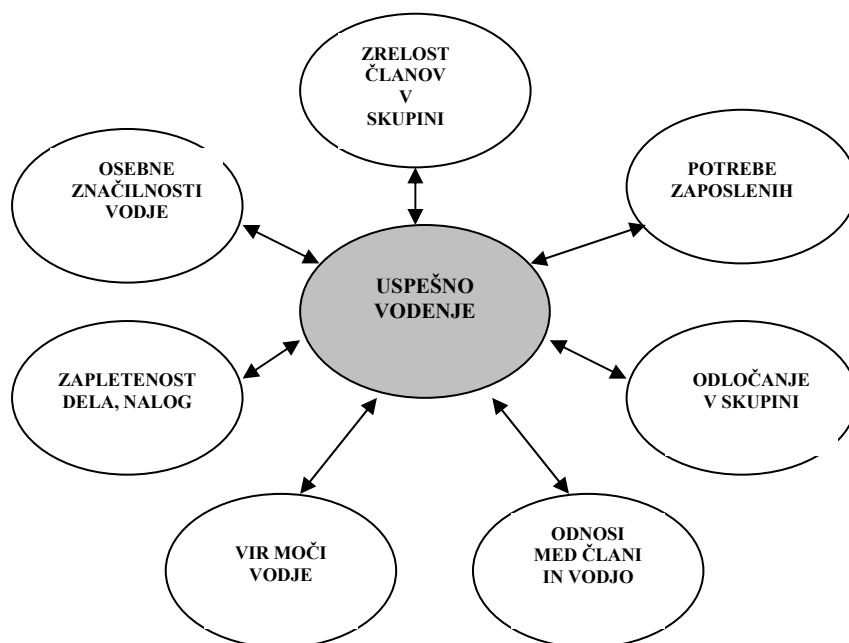 ZRELOST
ČLANOV
V
SKUPINI
OSEBNE
ZNAČILNOSTI
VODJE
POTREBE
ZAPOSLENIH
USPEŠNO
VODENJE
ZAPLETENOST
DELA, NALOG
ODLOČANJE
V SKUPINI
VIR MOČI
VODJE
ODNOSI
MED ČLANI
IN VODJO